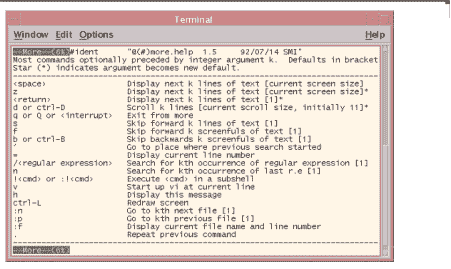 Terminal
Window Edit Options Help
--More--(6%)#ident "@(#)more.help 1.5 92/07/14 SMI"
Most commands optionally preceded by integer argument k. Defaults in bracket
Star (*) indicates argument becomes new default.
<space> Display next k lines of text [current screen size]
z Display next k lines of text [current screen size]*
<return> Display next k lines of text [1]*
d or ctrl-D Scroll k lines [current scroll size, initially 11]*
q or Q or <interrupt> Exit from more
s Skip forward k lines of text [1]
f Skip forward k screenfuls of text [1]
b or ctrl-B Skip backwards k screenfuls of text [1]
' Go to place where previous search started
= Display current line number
/<regular expression> Search for kth occurrence of regular expression [1]
n Search for kth occurrence of last r.e [1]
!<cmd> or :!<cmd> Execute <cmd> in a subshell
v Start up vi at current line
h Display this message
ctrl-L Redraw screen
:n Go to kth next file [1]
:p Go to kth previous file [1]
:f Display current file name and line number
. Repeat previous command
--More--(6%)